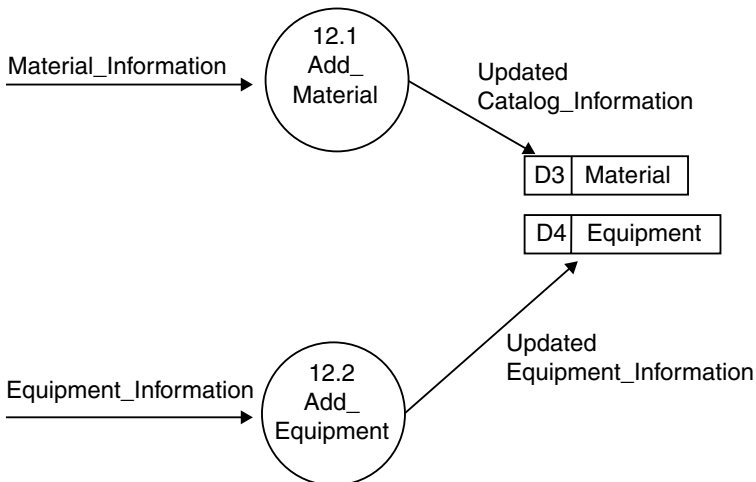 12.1
Add_
Material
Material_Information
Updated
Catalog_Information
D3 Material
D4 Equipment
Updated
Equipment_Information
12.2
Add_
Equipment
Equipment_Information